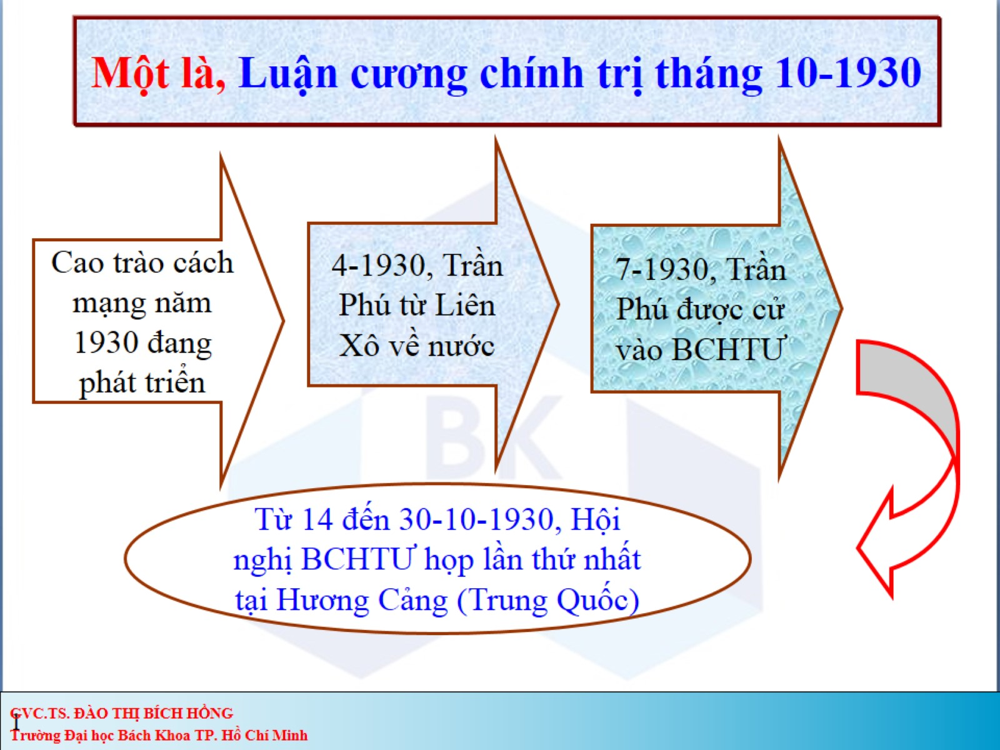 Một là, Luận cương chính trị tháng 10-1930
Cao trào cách
mạng năm
1930 đang
phát triển
4-1930, Trần
Phú từ Liên
Xô về nước
7-1930, Trần
Phú được cử
vào BCHTƯ
BK
Từ 14 đến 30-10-1930, Hội
nghị BCHTƯ họp lần thứ nhất
tại Hương Cảng (Trung Quốc)
GVC.TS. ĐÀO THỊ BÍCH HỒNG
1
Trường Đại học Bách Khoa TP. Hồ Chí Minh